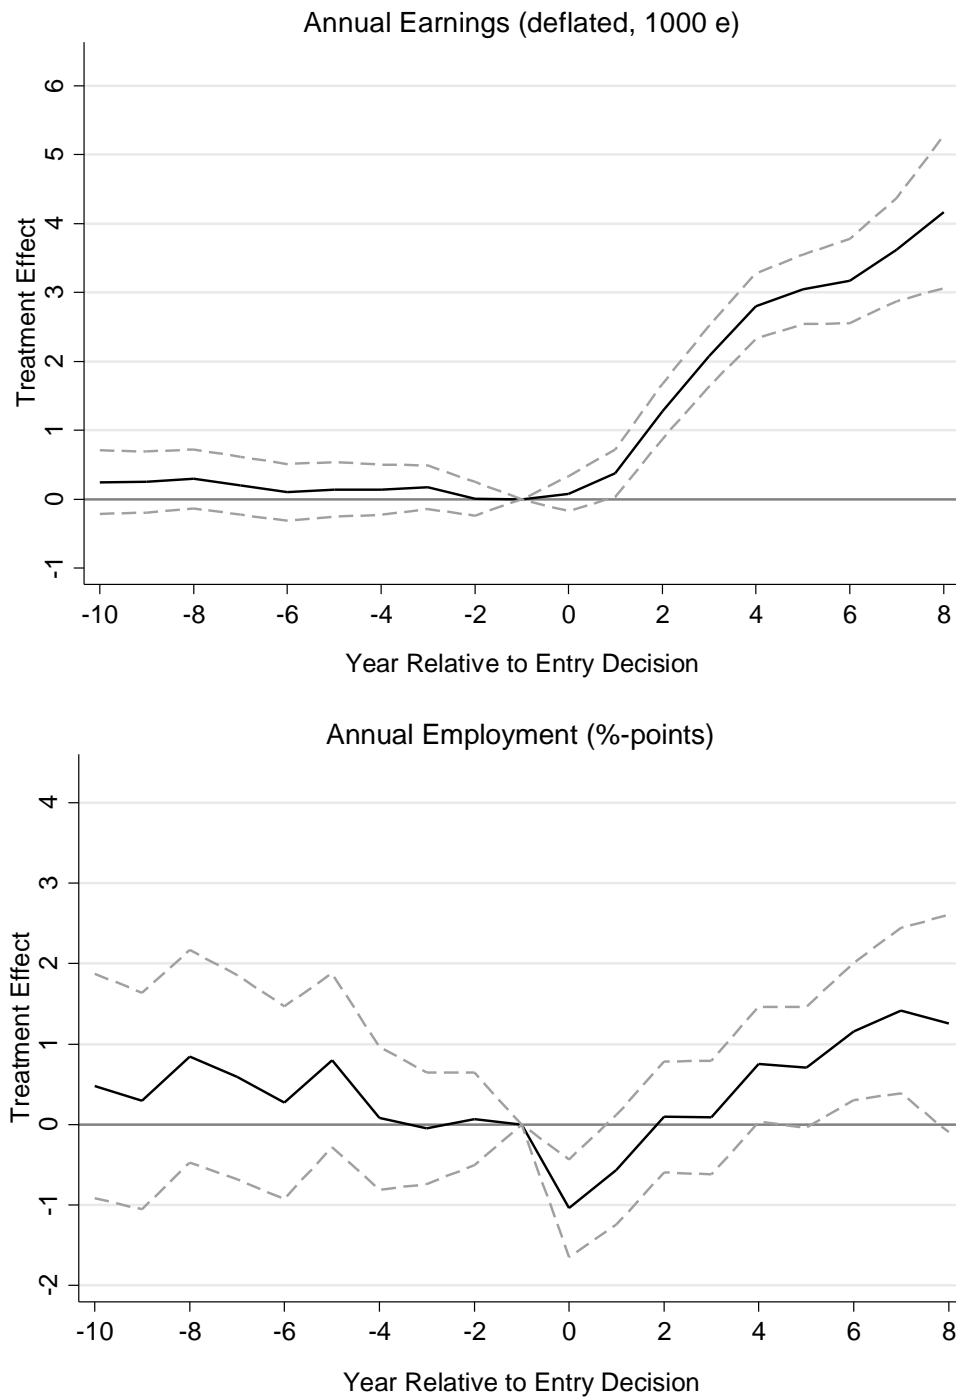 Annual Earnings (deflated, 1000 e)
Treatment Effect
6
5
4
3
2
1
0
-1
-10 -8 -6 -4 -2 0 2 4 6 8
Year Relative to Entry Decision
Annual Employment (%-points)
Treatment Effect
4
3
2
1
0
-1
-2
-10 -8 -6 -4 -2 0 2 4 6 8
Year Relative to Entry Decision